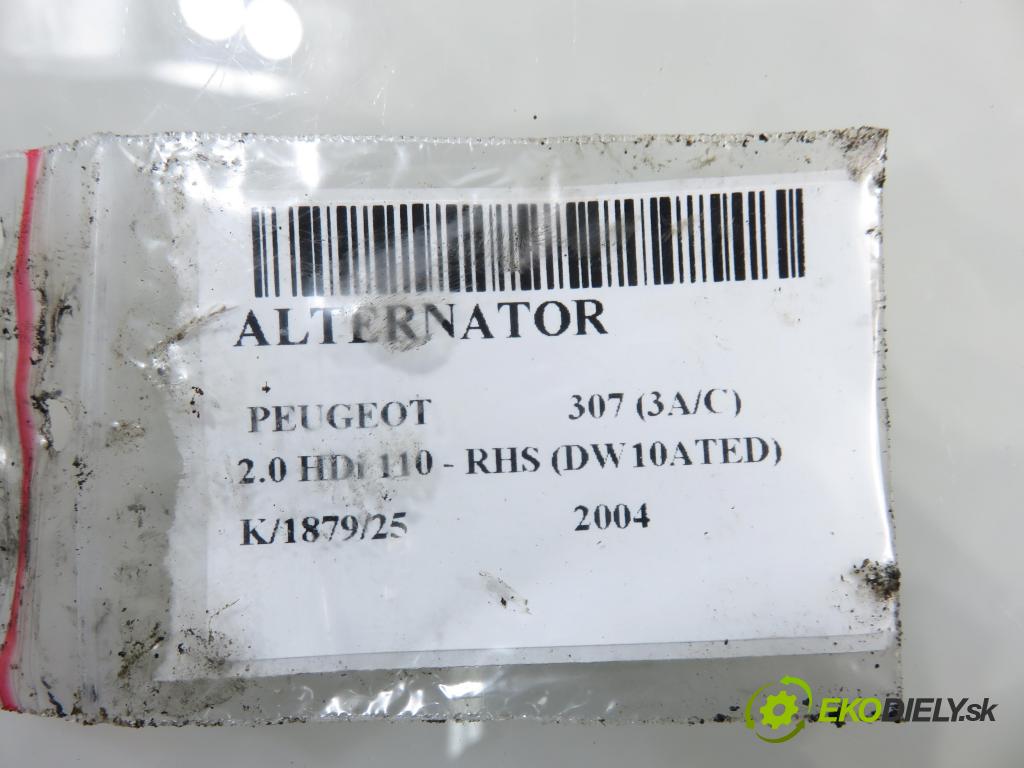 ALTERNATOR
PEUGEOT 307 (3A/C)
2.0 HDi 110 - RHS (DW10ATED)
K/1879/25 2004
EKODIELY.sk